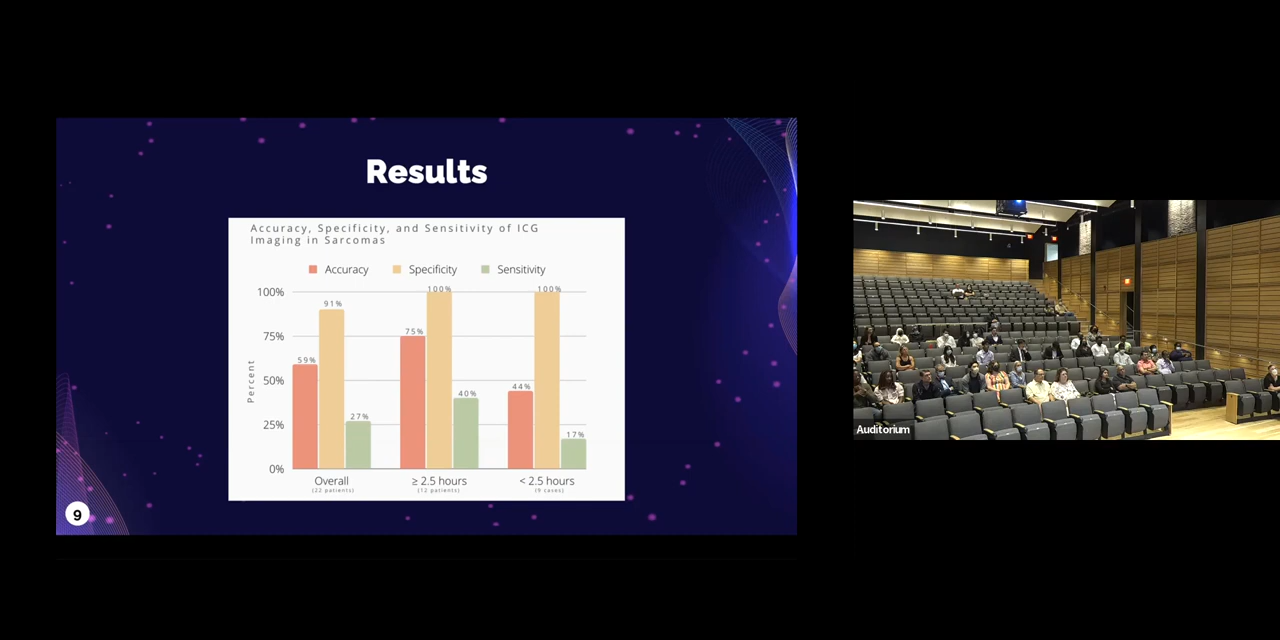 Results
Accuracy, Specificity, and Sensitivity of ICG
Imaging in Sarcomas
Accuracy Specificity Sensitivity
100%
75%
50%
25%
0%
Percent
59%
91%
27%
75%
100%
40%
44%
100%
17%
Overall
(22 patients)
≥ 2.5 hours
(12 patients)
< 2.5 hours
(9 cases)
9
Auditorium